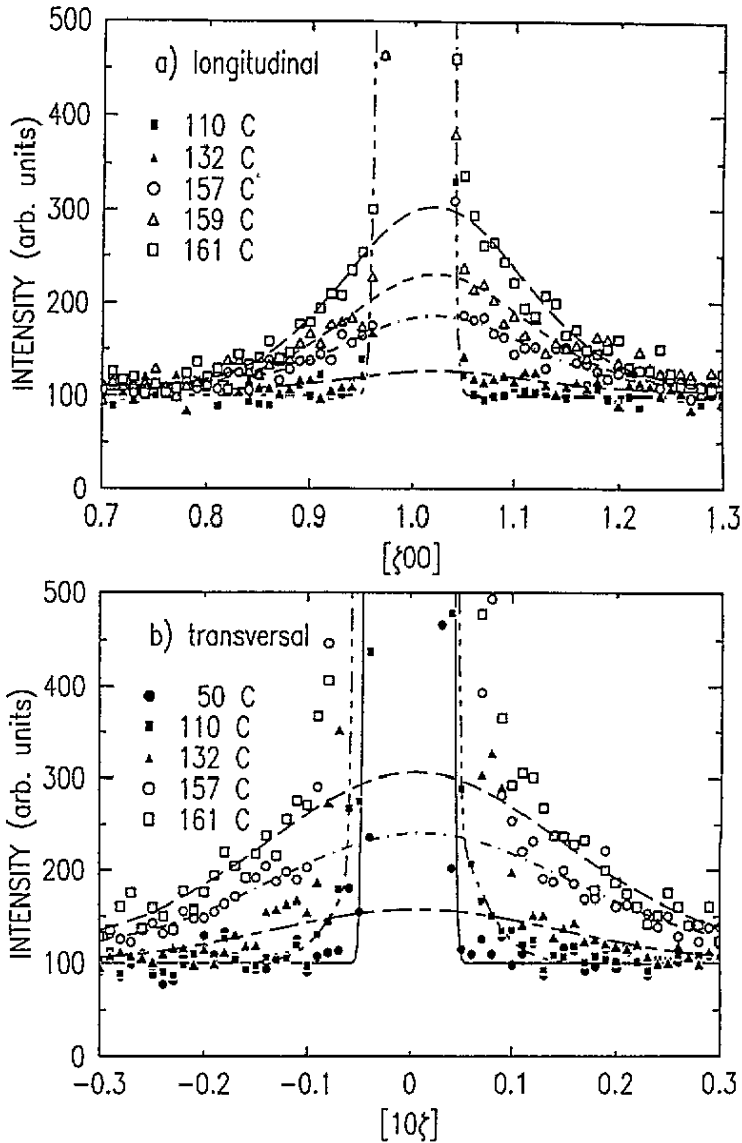 500
400
300
200
100
0
INTENSITY (arb. units)
a) longitudinal
110 C
132 C
157 C
159 C
161 C
0.7 0.8 0.9 1.0 1.1 1.2 1.3
[ζ00]
500
400
300
200
100
0
INTENSITY (arb. units)
b) transversal
50 C
110 C
132 C
157 C
161 C
−0.3 −0.2 −0.1 0 0.1 0.2 0.3
[10ζ]